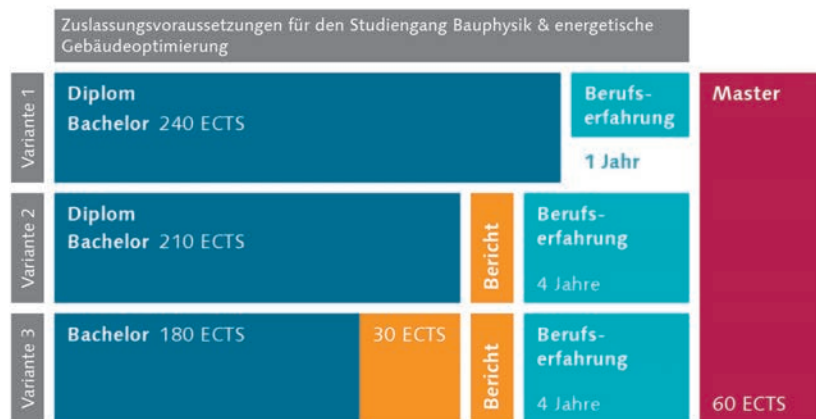 Zuslassungsvoraussetzungen für den Studiengang Bauphysik & energetische
Gebäudeoptimierung
Variante 1
Diplom
Bachelor 240 ECTS
Berufs-
erfahrung
1 Jahr
Master
Variante 2
Diplom
Bachelor 210 ECTS
Bericht
Berufs-
erfahrung
4 Jahre
Variante 3
Bachelor 180 ECTS
30 ECTS
Bericht
Berufs-
erfahrung
4 Jahre
60 ECTS